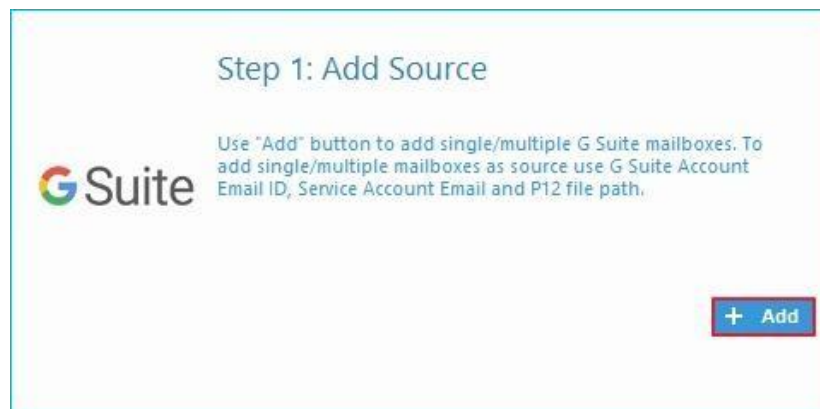 Step 1: Add Source
Use "Add" button to add single/multiple G Suite mailboxes. To
add single/multiple mailboxes as source use G Suite Account
Email ID, Service Account Email and P12 file path.
G Suite
+ Add